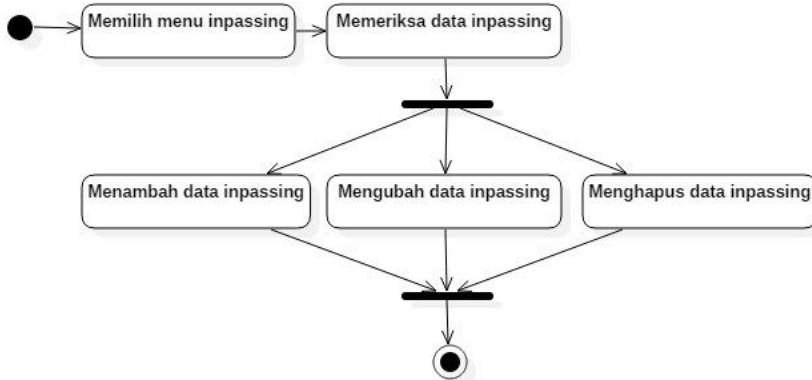 Memilih menu inpassing
Memeriksa data inpassing
Menambah data inpassing
Mengubah data inpassing
Menghapus data inpassing